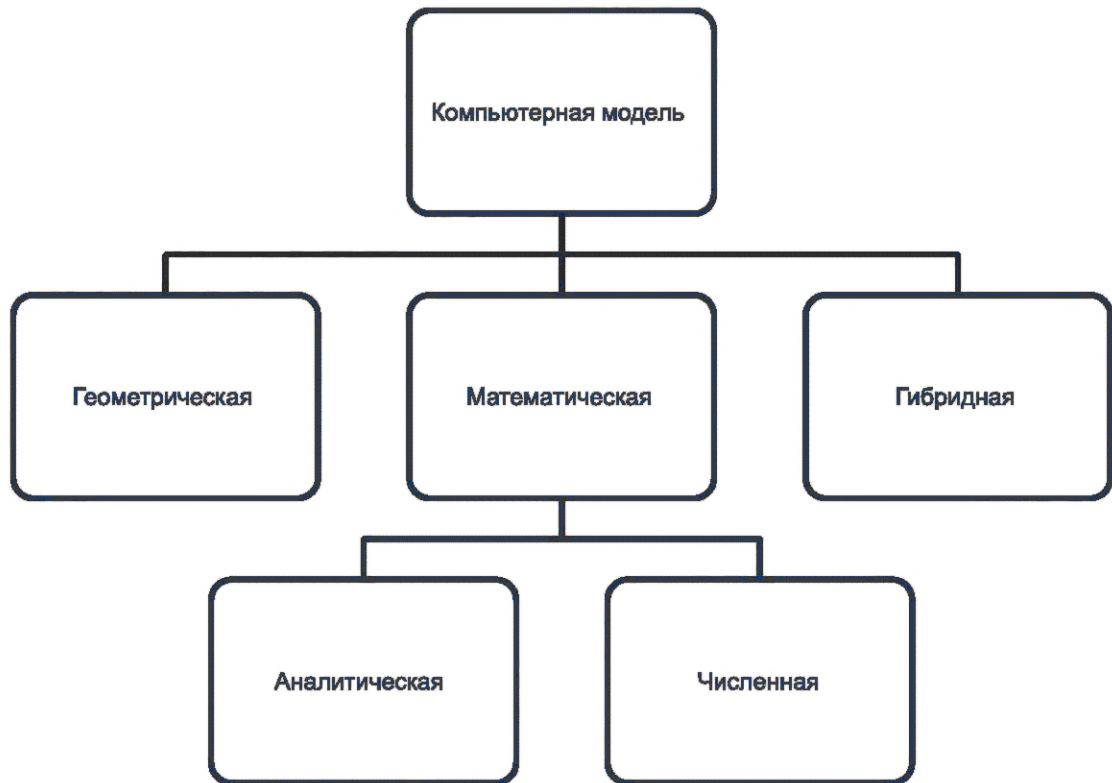 Компьютерная модель
Геометрическая
Математическая
Гибридная
Аналитическая
Численная